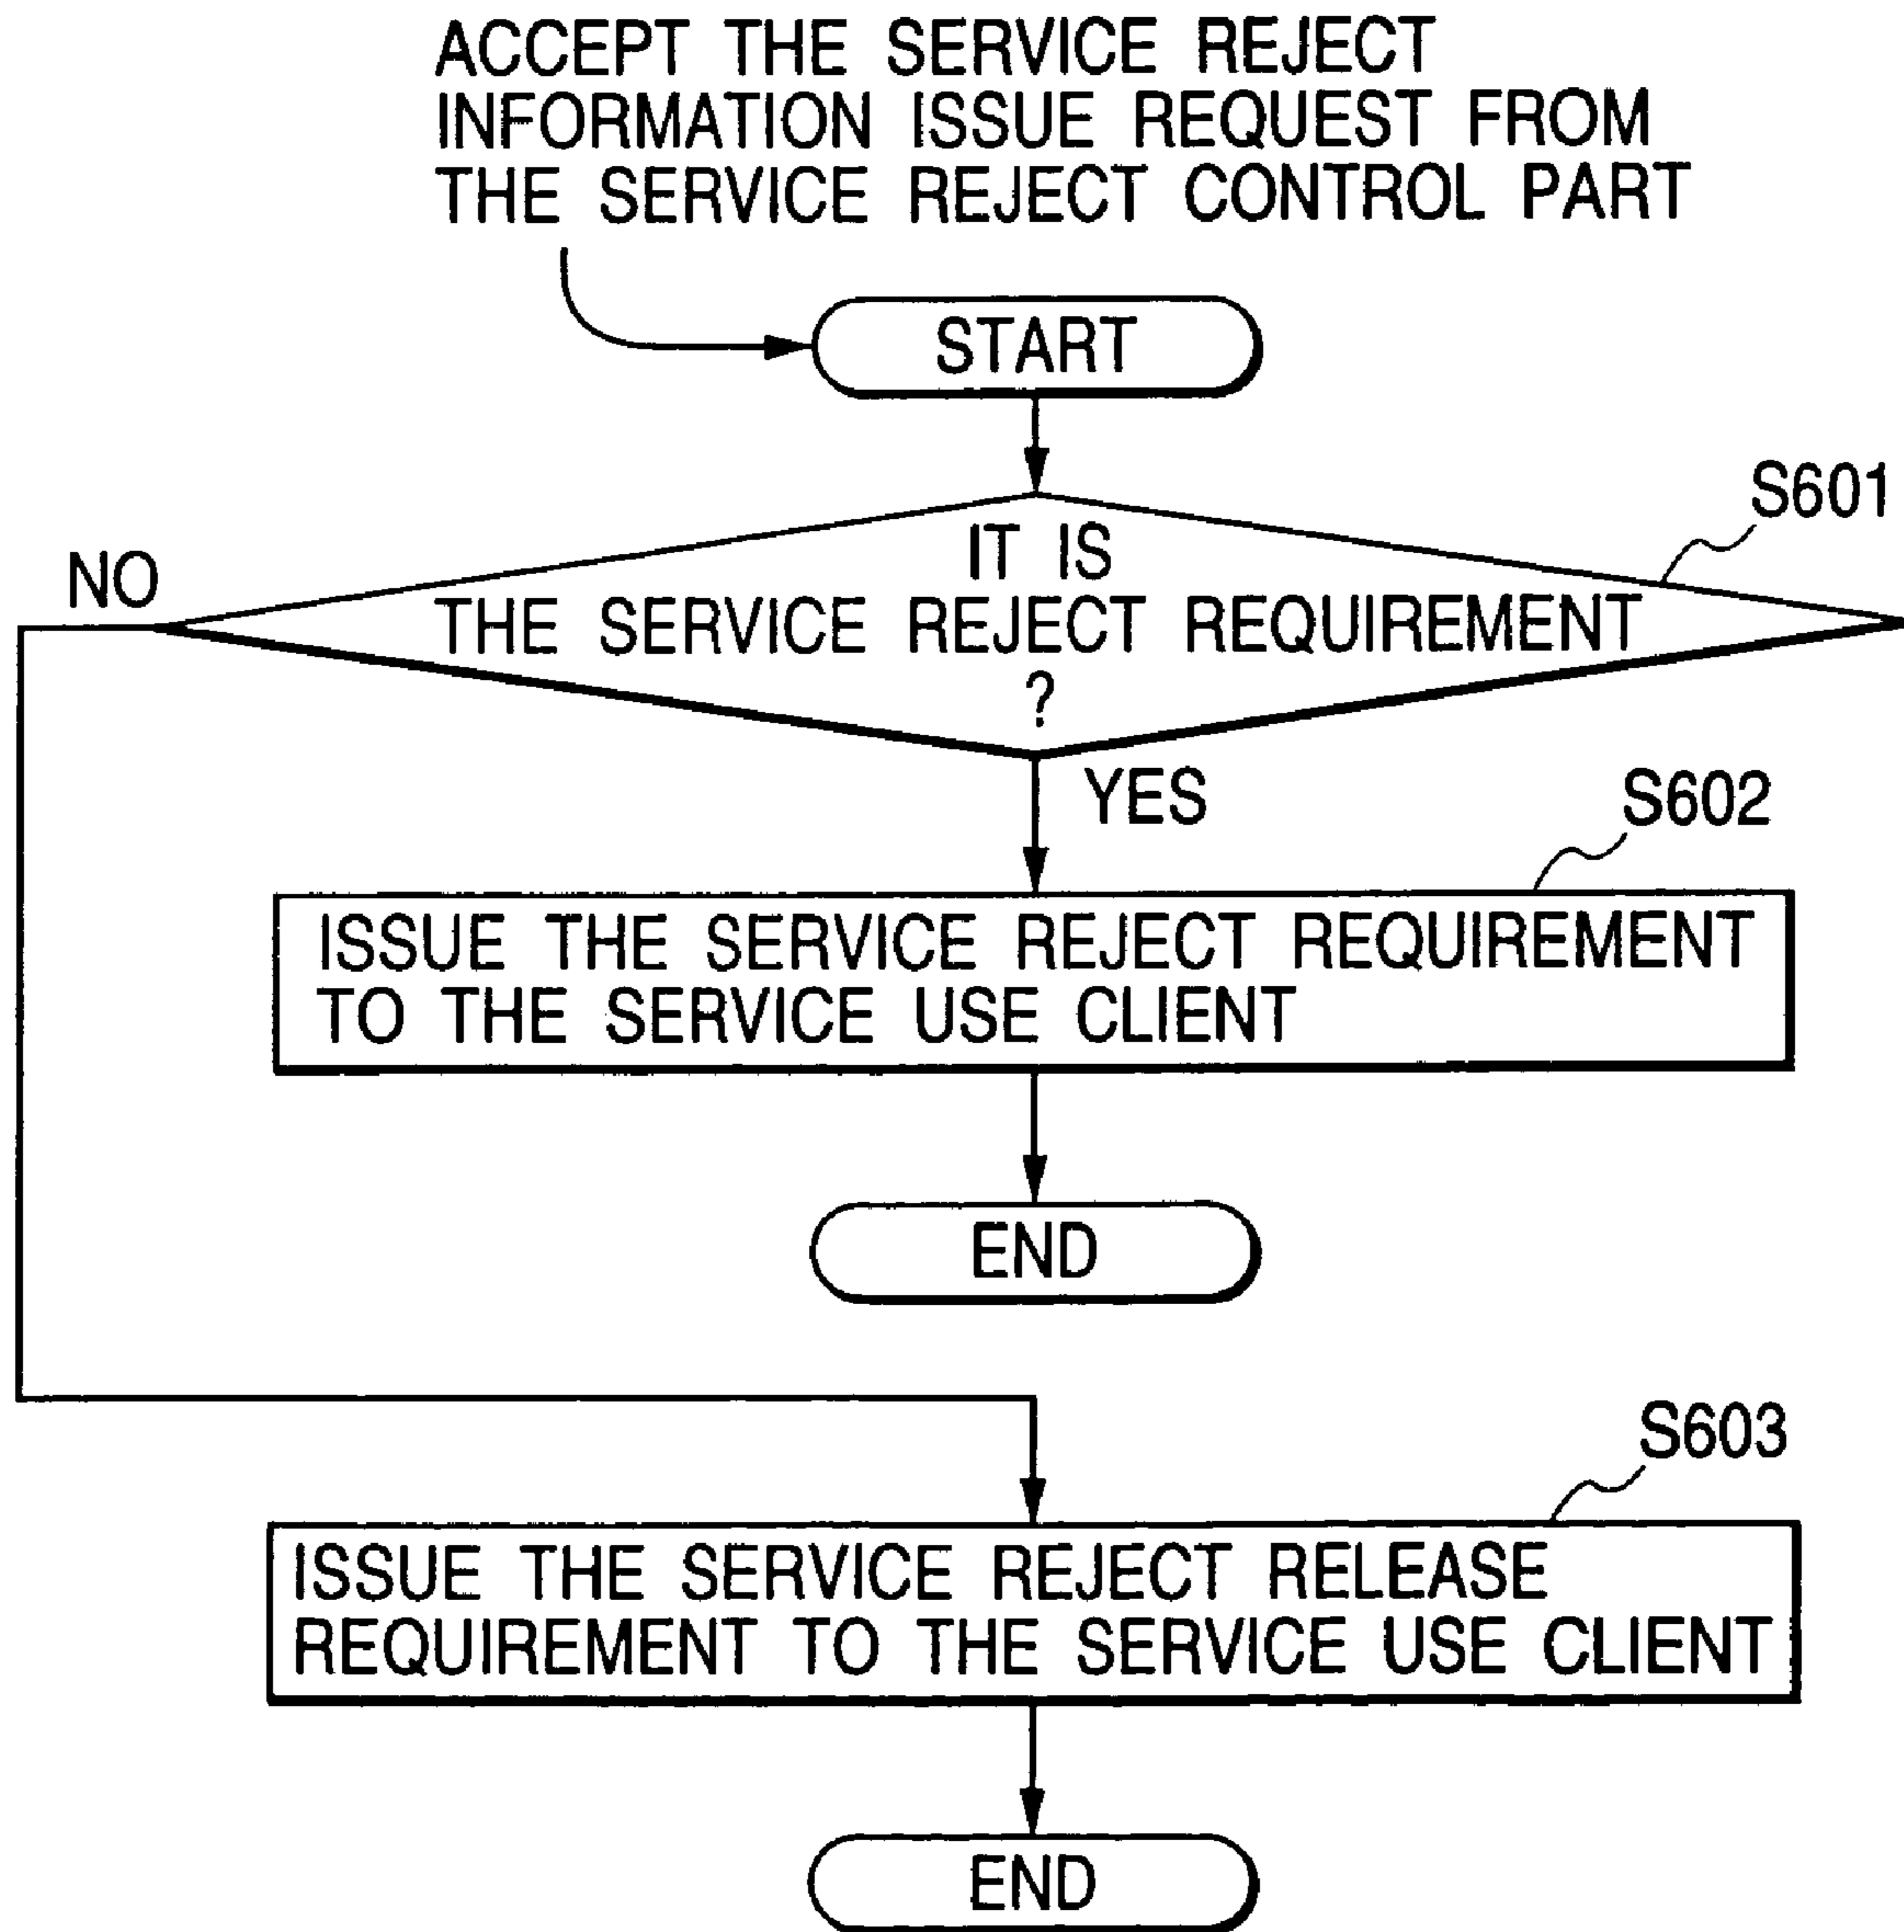 ACCEPT THE SERVICE REJECT
INFORMATION ISSUE REQUEST FROM
THE SERVICE REJECT CONTROL PART
START
S601
IT IS
NO
THE SERVICE REJECT REQUIREMENT
?
YES
S602
ISSUE THE SERVICE REJECT REQUIREMENT
TO THE SERVICE USE CLIENT
END
S603
ISSUE THE SERVICE REJECT RELEASE
REQUIREMENT TO THE SERVICE USE CLIENT
END